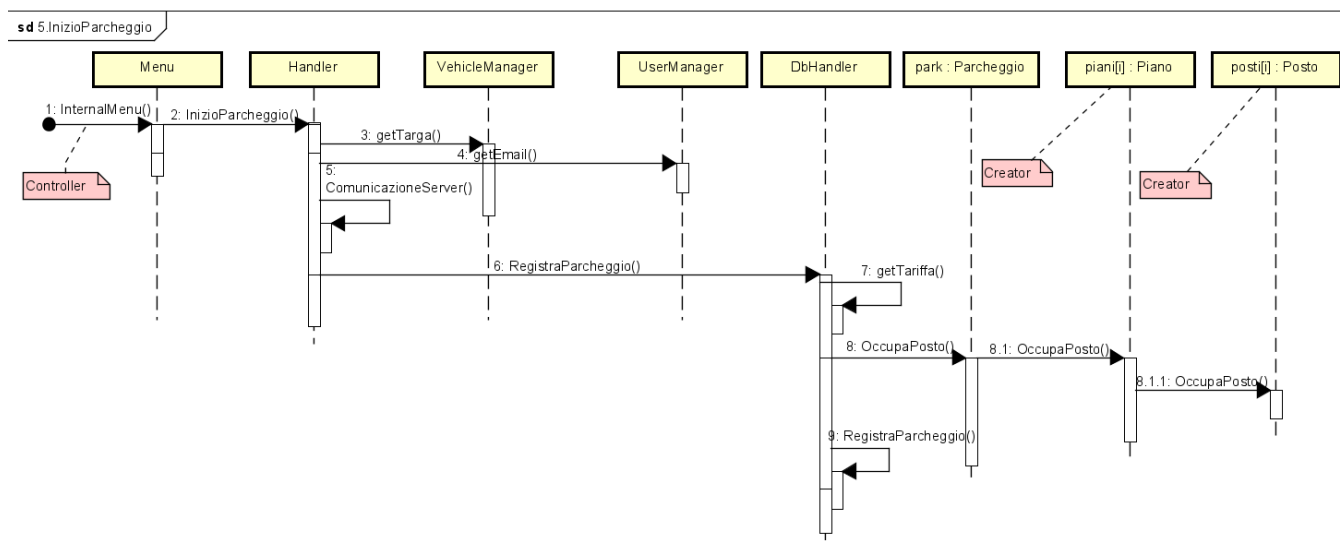 sd 5.InizioParcheggio
Menu
Handler
VehicleManager
UserManager
DbHandler
park : Parcheggio
piani[i] : Piano
posti[i] : Posto
1: InternalMenu()
2: InizioParcheggio()
3: getTarga()
4: getEmail()
5:
ComunicazioneServer()
Controller
Creator
Creator
6: RegistraParcheggio()
7: getTariffa()
8: OccupaPosto()
8.1: OccupaPosto()
8.1.1: OccupaPosto()
9: RegistraParcheggio()